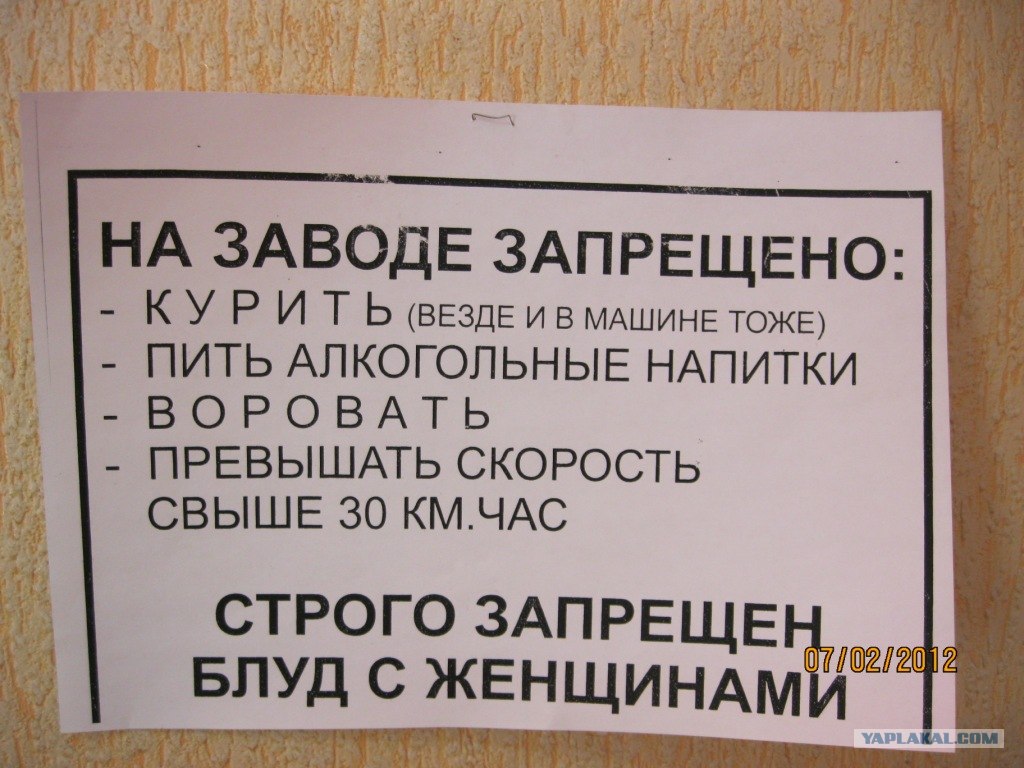 НА ЗАВОДЕ ЗАПРЕЩЕНО:
- К У Р И Т Ь (ВЕЗДЕ И В МАШИНЕ ТОЖЕ)
- ПИТЬ АЛКОГОЛЬНЫЕ НАПИТКИ
- В О Р О В А Т Ь
- ПРЕВЫШАТЬ СКОРОСТЬ
СВЫШЕ 30 КМ.ЧАС
СТРОГО ЗАПРЕЩЕН
БЛУД С ЖЕНЩИНАМИ
07/02/2012
YAPLAKAL.COM